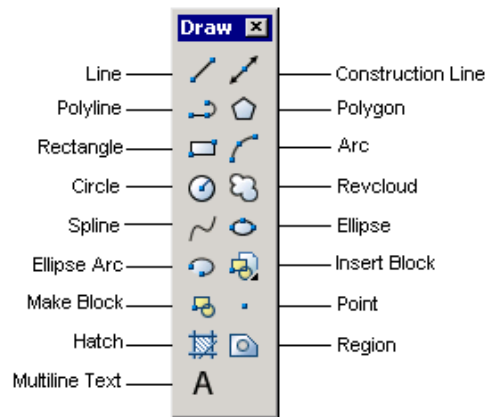 Draw
Line
Construction Line
Polyline
Polygon
Rectangle
Arc
Circle
Revcloud
Spline
Ellipse
Ellipse Arc
Insert Block
Make Block
Point
Hatch
Region
Multiline Text
A